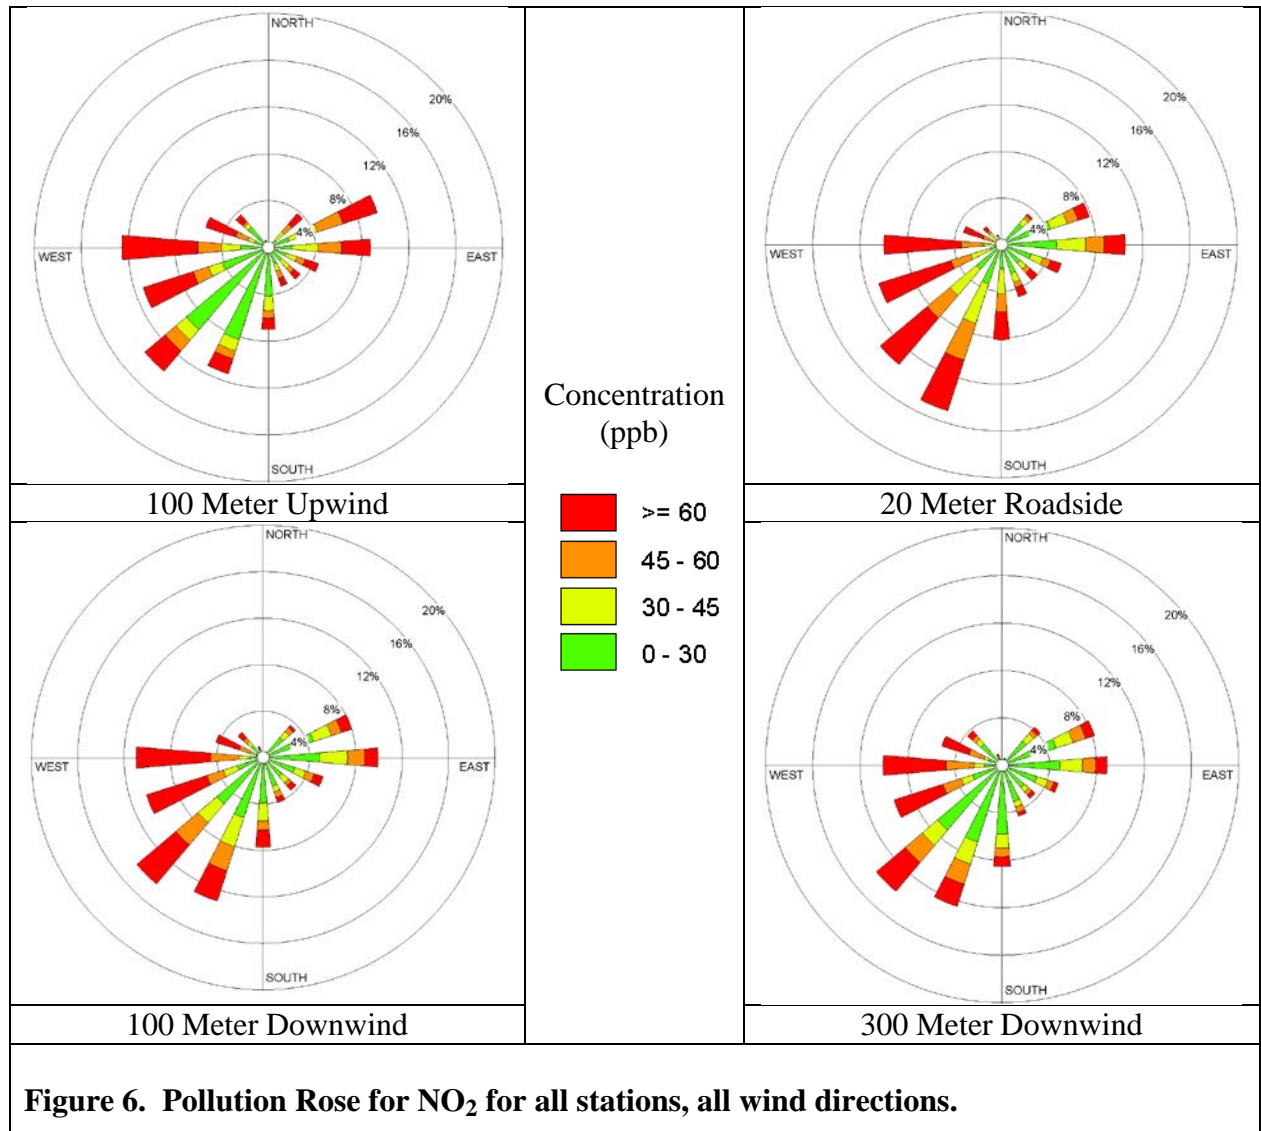 NORTH
20%
16%
12%
8%
4%
WEST
EAST
SOUTH
100 Meter Upwind
Concentration
(ppb)
>= 60
45 - 60
30 - 45
0 - 30
NORTH
20%
16%
12%
8%
4%
WEST
EAST
SOUTH
20 Meter Roadside
NORTH
20%
16%
12%
8%
4%
WEST
EAST
SOUTH
100 Meter Downwind
NORTH
20%
16%
12%
8%
4%
WEST
EAST
SOUTH
300 Meter Downwind
Figure 6. Pollution Rose for NO2 for all stations, all wind directions.